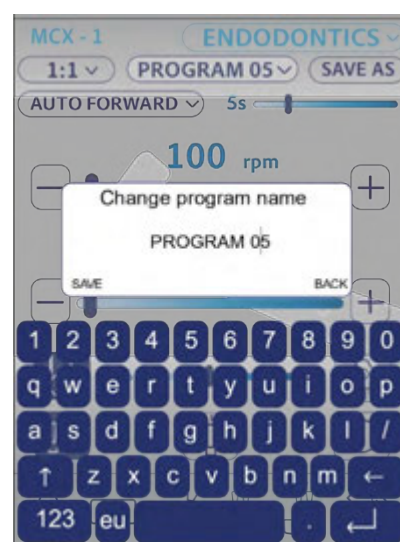 MCX - 1 ENDODONTICS
1:1 PROGRAM 05 SAVE AS
AUTO FORWARD 5s
100 rpm
Change program name
PROGRAM 05
SAVE BACK
1 2 3 4 5 6 7 8 9 0
q w e r t y u i o p
a s d f g h j k l /
↑ z x c v b n m ←
123 eu .